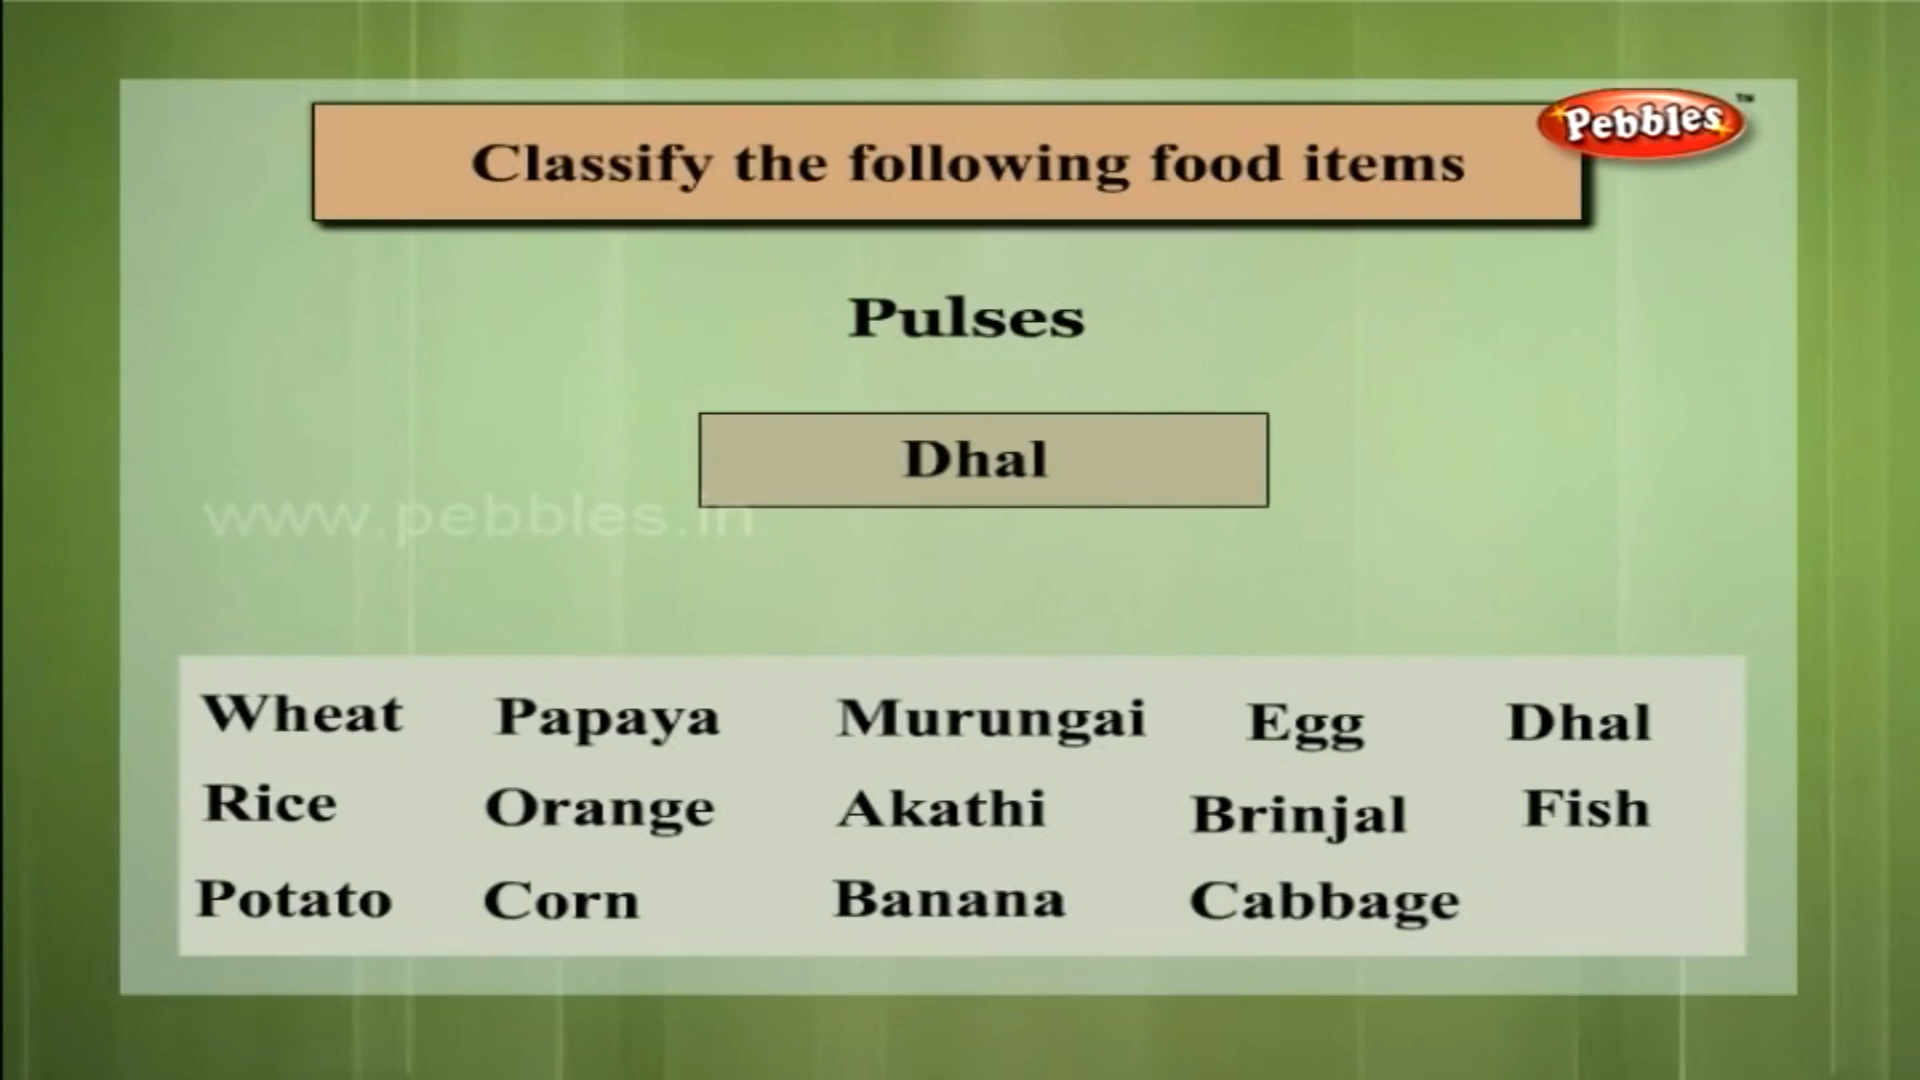 Pebbles™
Classify the following food items
Pulses
Dhal
www.pebbles.in
Wheat Papaya Murungai Egg Dhal
Rice Orange Akathi Brinjal Fish
Potato Corn Banana Cabbage